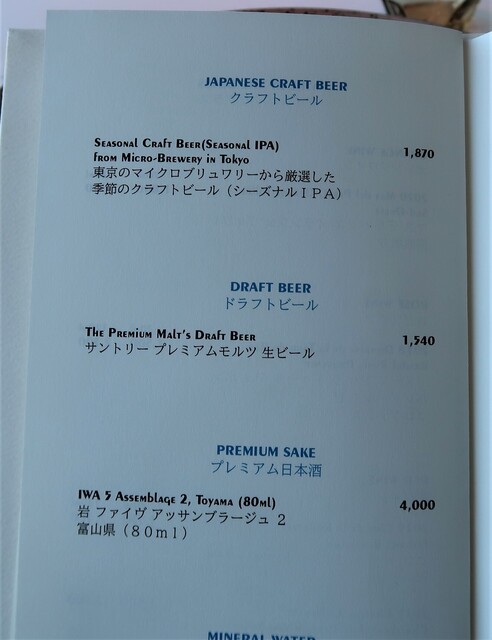 JAPANESE CRAFT BEER
クラフトビール
Seasonal Craft Beer(Seasonal IPA) 1,870
from Micro-Brewery in Tokyo
東京のマイクロブリュワリーから厳選した
季節のクラフトビール（シーズナルＩＰＡ）
DRAFT BEER
ドラフトビール
The Premium Malt's Draft Beer 1,540
サントリー プレミアムモルツ 生ビール
PREMIUM SAKE
プレミアム日本酒
IWA 5 Assemblage 2, Toyama (80ml) 4,000
岩 ファイヴ アッサンブラージュ ２
富山県（８０ｍｌ）
MINERAL WATER